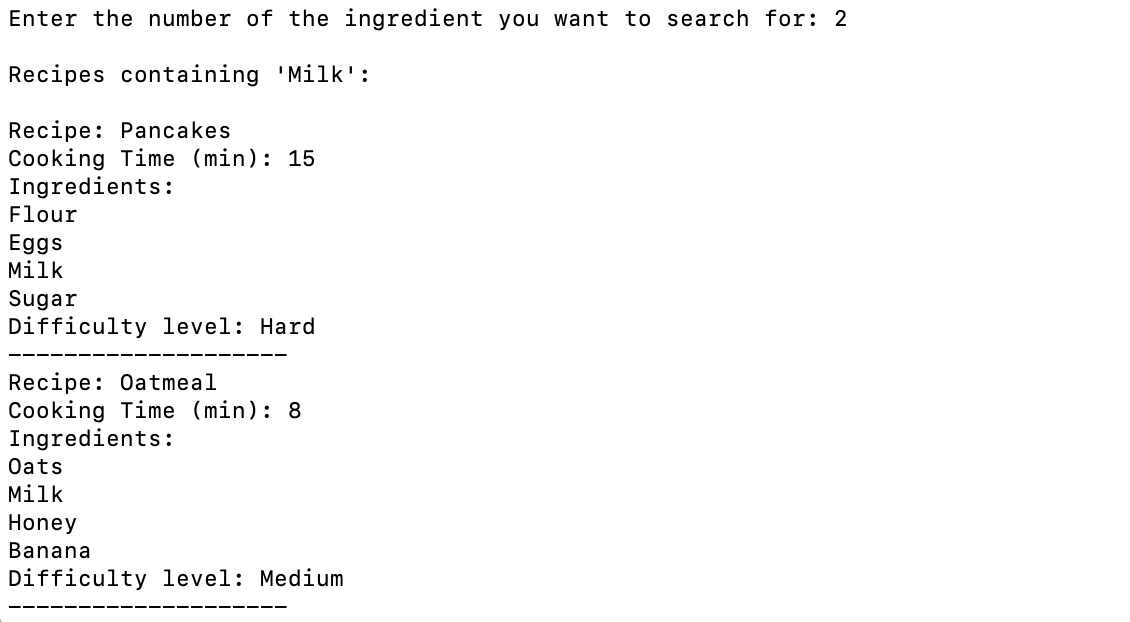 Enter the number of the ingredient you want to search for: 2
Recipes containing 'Milk':
Recipe: Pancakes
Cooking Time (min): 15
Ingredients:
Flour
Eggs
Milk
Sugar
Difficulty level: Hard
--------------------
Recipe: Oatmeal
Cooking Time (min): 8
Ingredients:
Oats
Milk
Honey
Banana
Difficulty level: Medium
--------------------